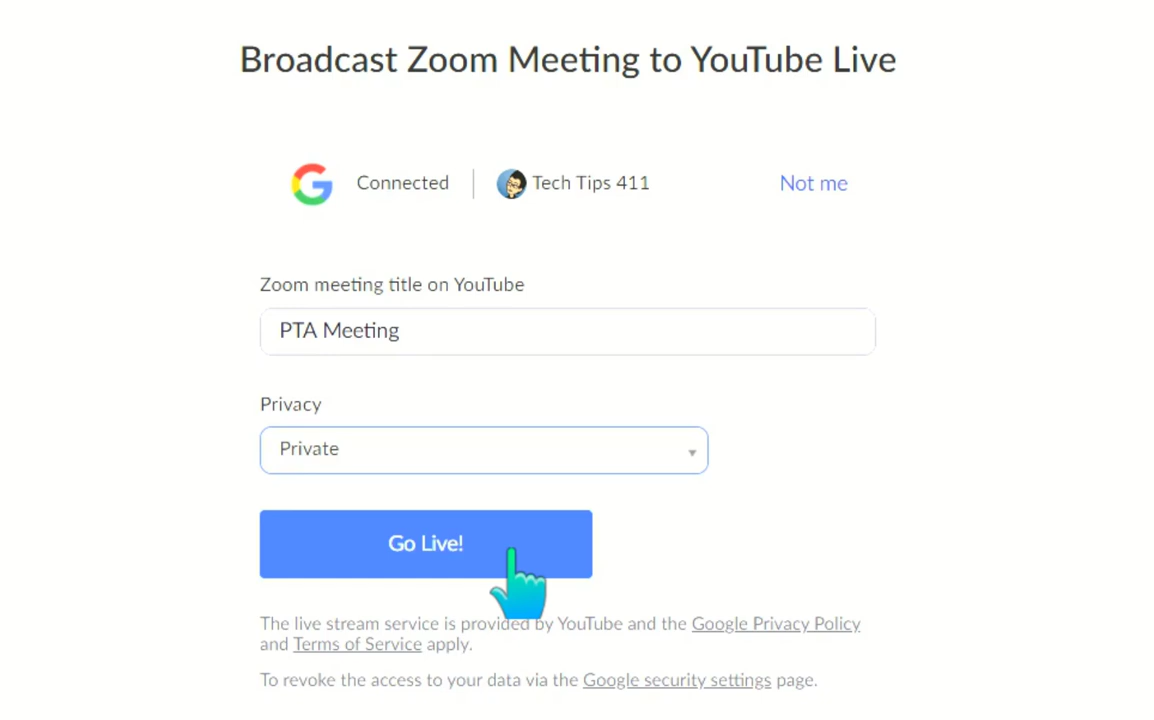 Broadcast Zoom Meeting to YouTube Live
Connected Tech Tips 411 Not me
Zoom meeting title on YouTube
PTA Meeting
Privacy
Private
Go Live!
The live stream service is provided by YouTube and the Google Privacy Policy
and Terms of Service apply.
To revoke the access to your data via the Google security settings page.